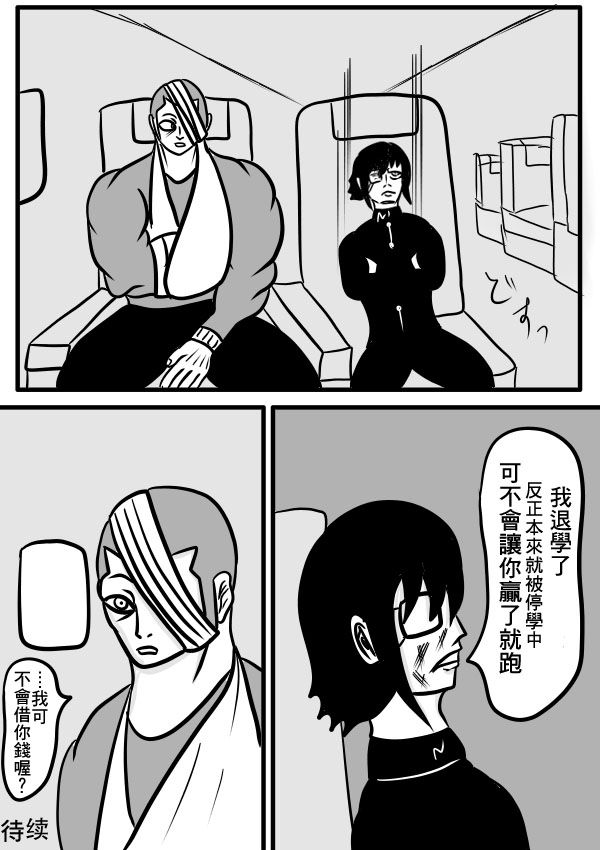 ですっ
我退學了
反正本來就被停學中
可不會讓你贏了就跑
…我可
不會借你錢喔?
待续